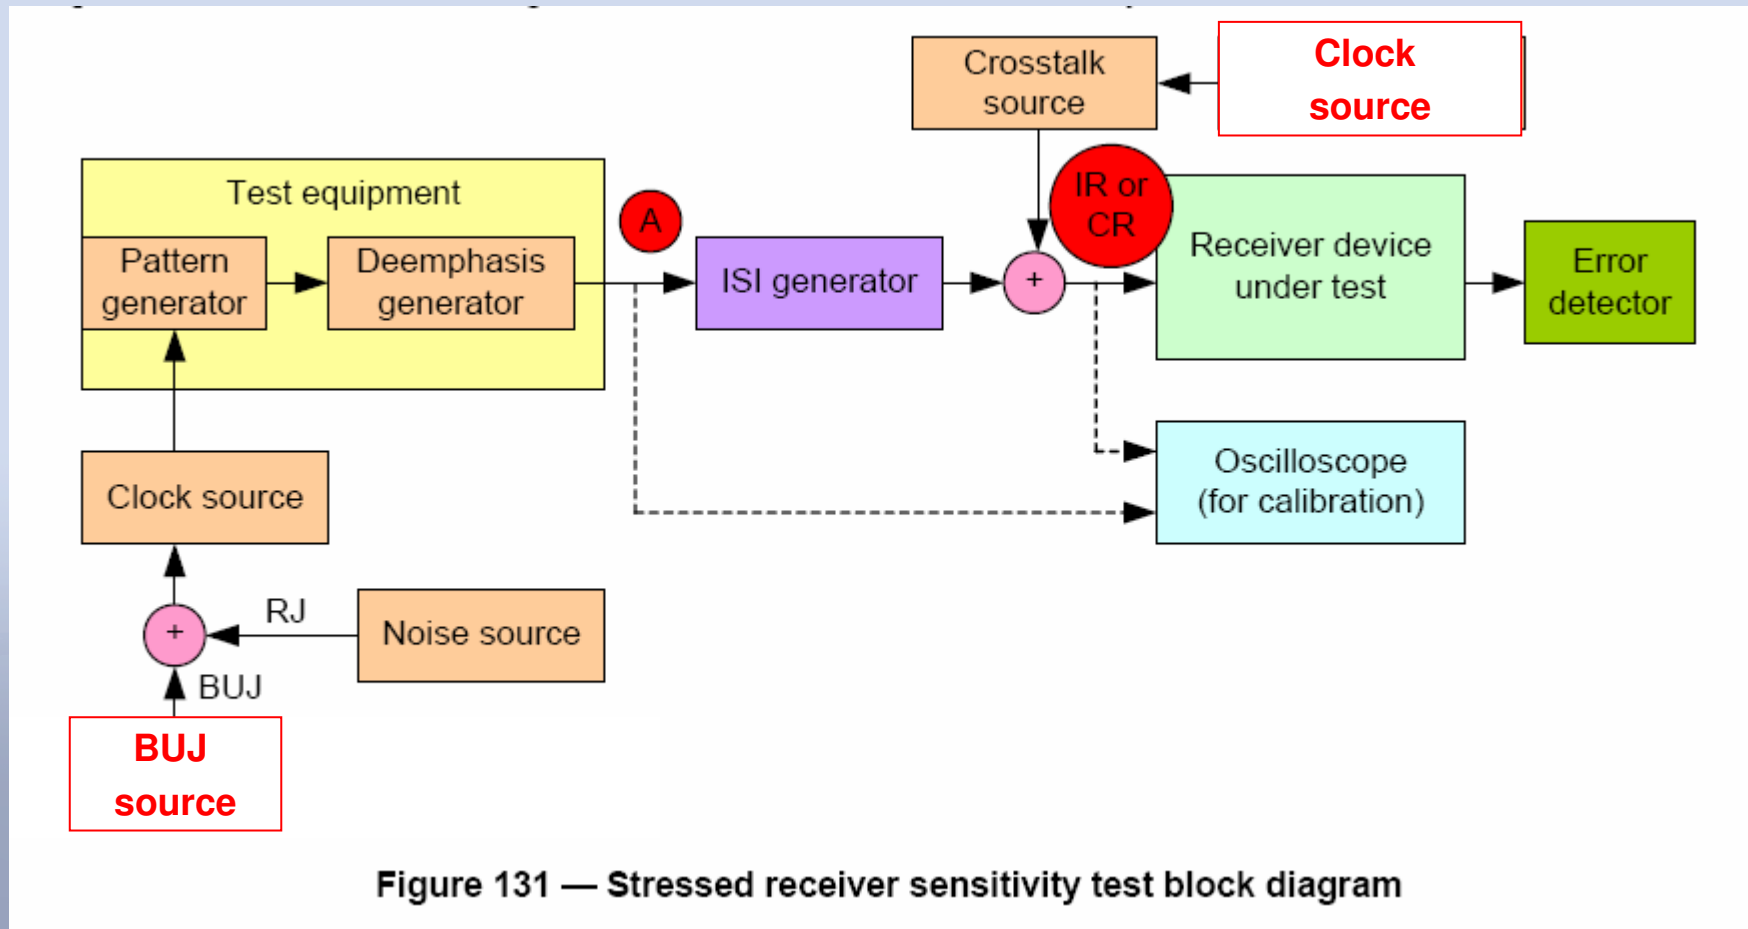 Clock
source
Crosstalk
source
Test equipment
A
IR or
CR
Pattern
generator
Deemphasis
generator
ISI generator
+
Receiver device
under test
Error
detector
Clock source
Oscilloscope
(for calibration)
+
RJ
Noise source
BUJ
BUJ
source
Figure 131 — Stressed receiver sensitivity test block diagram